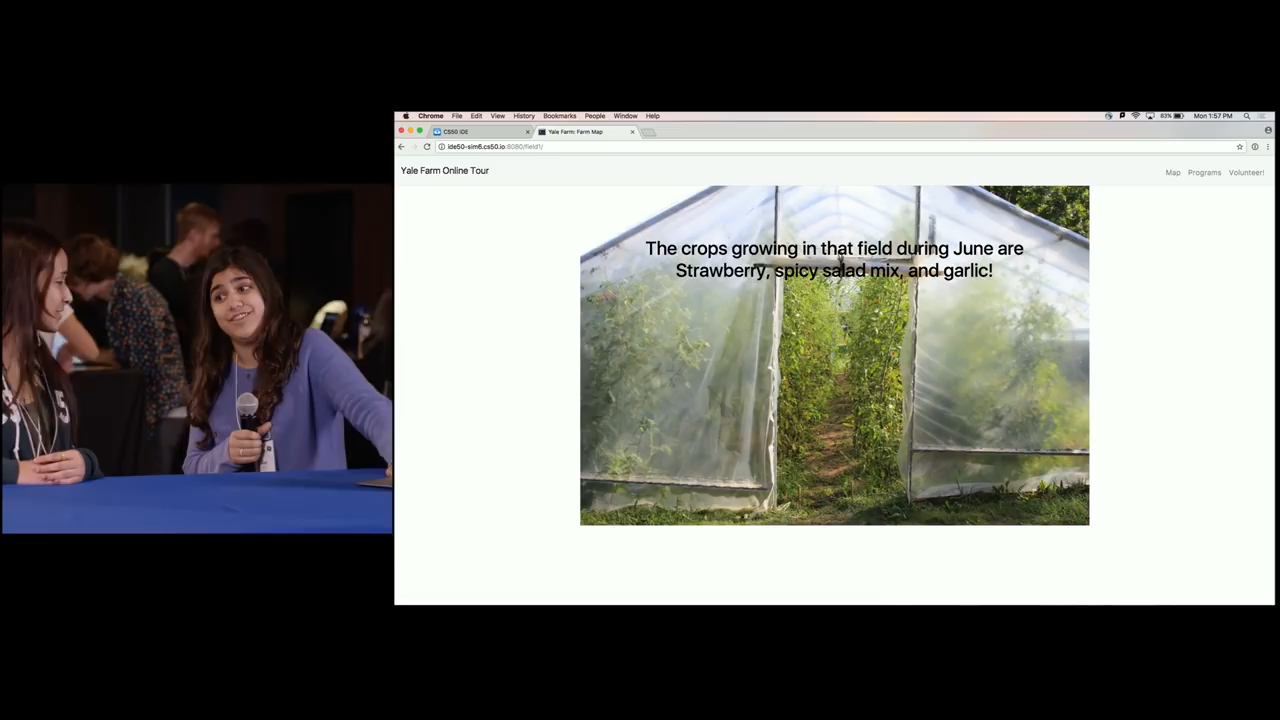 Chrome File Edit View History Bookmarks People Window Help
83% Mon 1:57 PM
CS50 IDE
Yale Farm: Farm Map
ide50-sim6.cs50.io:8080/field1/
Yale Farm Online Tour
Map Programs Volunteer!
The crops growing in that field during June are
Strawberry, spicy salad mix, and garlic!